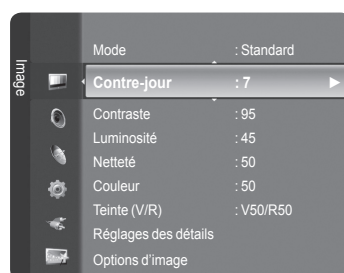 Image
Mode : Standard
Contre-jour : 7 ►
Contraste : 95
Luminosité : 45
Netteté : 50
Couleur : 50
Teinte (V/R) : V50/R50
Réglages des détails
Options d'image